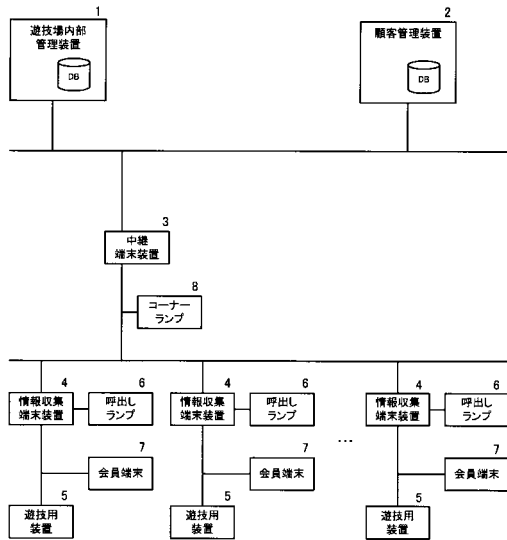 1
遊技場内部
管理装置
DB
2
顧客管理装置
DB
3
中継
端末装置
8
コーナー
ランプ
4
情報収集
端末装置
6
呼出し
ランプ
7
会員端末
5
遊技用
装置
4
情報収集
端末装置
6
呼出し
ランプ
7
会員端末
5
遊技用
装置
...
4
情報収集
端末装置
6
呼出し
ランプ
7
会員端末
5
遊技用
装置